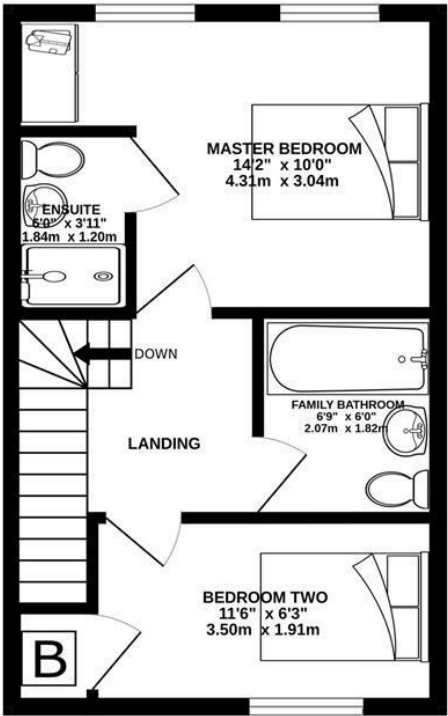 MASTER BEDROOM
14'2" x 10'0"
4.31m x 3.04m
ENSUITE
6'0" x 3'11"
1.84m x 1.20m
DOWN
FAMILY BATHROOM
6'9" x 6'0"
2.07m x 1.82m
LANDING
BEDROOM TWO
11'6" x 6'3"
3.50m x 1.91m
B